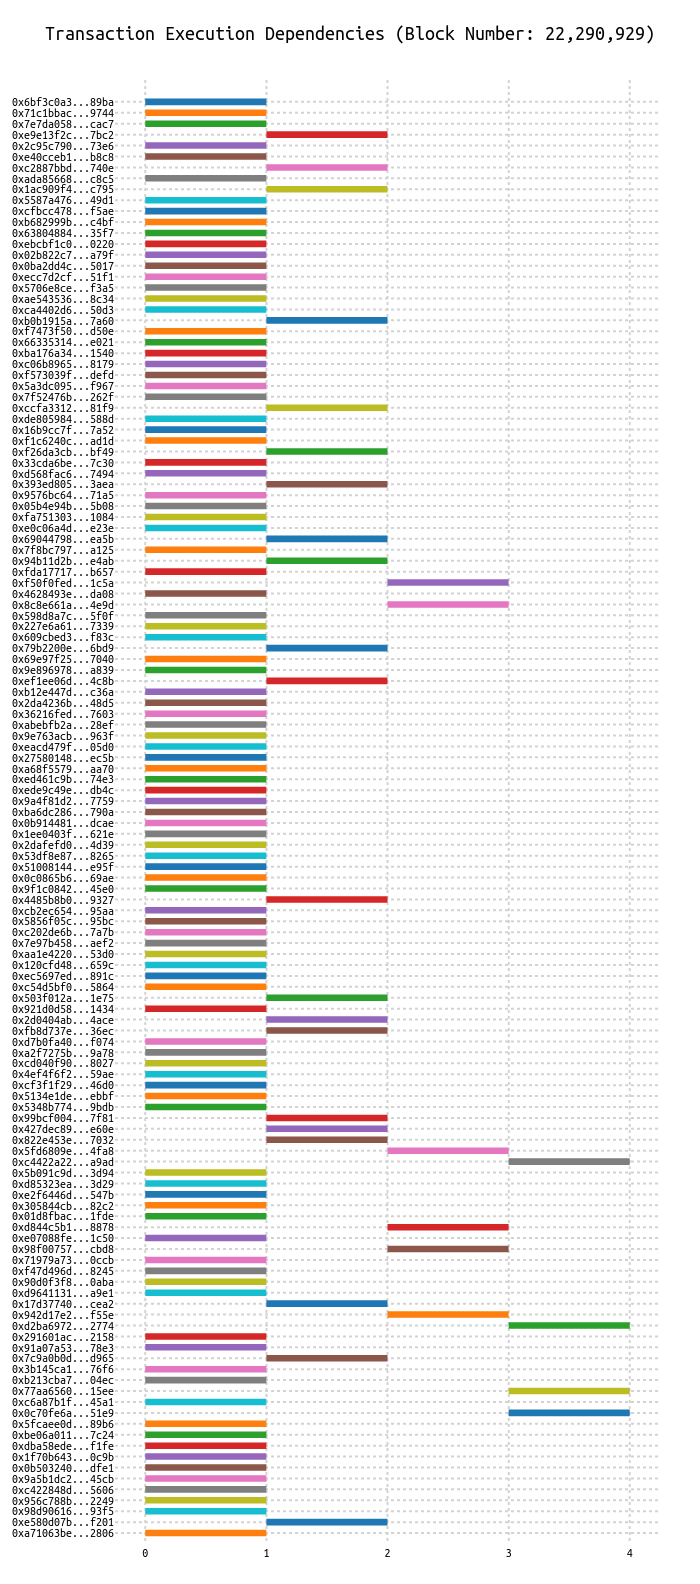 Transaction Execution Dependencies (Block Number: 22,290,929)
0x6bf3c0a3...89ba
0x71c1bbac...9744
0x7e7da058...cac7
0xe9e13f2c...7bc2
0x2c95c790...73e6
0xe40cceb1...b8c8
0xc2887bbd...740e
0xada85668...c8c5
0x1ac909f4...c795
0x5587a476...49d1
0xcfbcc478...f5ae
0xb682999b...c4bf
0x63804884...35f7
0xebcbf1c0...0220
0x02b822c7...a79f
0x0ba2dd4c...5017
0xecc7d2cf...51f1
0x5706e8ce...f3a5
0xae543536...8c34
0xca4402d6...50d3
0xb0b1915a...7a60
0xf7473f50...d50e
0x66335314...e021
0xba176a34...1540
0xc06b8965...8179
0xf573039f...defd
0x5a3dc095...f967
0x7f52476b...262f
0xccfa3312...81f9
0xde805984...588d
0x16b9cc7f...7a52
0xf1c6240c...ad1d
0xf26da3cb...bf49
0x33cda6be...7c30
0xd568fac6...7494
0x393ed805...3aea
0x9576bc64...71a5
0x05b4e94b...5b08
0xfa751303...1084
0xe0c06a4d...e23e
0x69044798...ea5b
0x7f8bc797...a125
0x94b11d2b...e4ab
0xfda17717...b657
0xf50f0fed...1c5a
0x4628493e...da08
0x8c8e661a...4e9d
0x598d8a7c...5f0f
0x227e6a61...7339
0x609cbed3...f83c
0x79b2200e...6bd9
0x69e97f25...7040
0x9e896978...a839
0xef1ee06d...4c8b
0xb12e447d...c36a
0x2da4236b...48d5
0x36216fed...7603
0xabebfb2a...28ef
0x9e763acb...963f
0xeacd479f...05d0
0x27580148...ec5b
0xa68f5579...aa70
0xed461c9b...74e3
0xede9c49e...db4c
0x9a4f81d2...7759
0xba6dc286...790a
0x0b914481...dcae
0x1ee0403f...621e
0x2dafefd0...4d39
0x53df8e87...8265
0x51008144...e95f
0x0c0865b6...69ae
0x9f1c0842...45e0
0x4485b8b0...9327
0xcb2ec654...95aa
0x5856f05c...95bc
0xc202de6b...7a7b
0x7e97b458...aef2
0xaa1e4220...53d0
0x120cfd48...659c
0xec5697ed...891c
0xc54d5bf0...5864
0x503f012a...1e75
0x921d0d58...1434
0x2d0404ab...4ace
0xfb8d737e...36ec
0xd7b0fa40...f074
0xa2f7275b...9a78
0xcd040f90...8027
0x4ef4f6f2...59ae
0xcf3f1f29...46d0
0x5134e1de...ebbf
0x5348b774...9bdb
0x99bcf004...7f81
0x427dec89...e60e
0x822e453e...7032
0x5fd6809e...4fa8
0xc4422a22...a9ad
0x5b091c9d...3d94
0xd85323ea...3d29
0xe2f6446d...547b
0x305844cb...82c2
0x01d8fbac...1fde
0xd844c5b1...8878
0xe07088fe...1c50
0x98f00757...cbd8
0x71979a73...0ccb
0xf47d496d...8245
0x90d0f3f8...0aba
0xd9641131...a9e1
0x17d37740...cea2
0x942d17e2...f55e
0xd2ba6972...2774
0x291601ac...2158
0x91a07a53...78e3
0x7c9a0b0d...d965
0x3b145ca1...76f6
0xb213cba7...04ec
0x77aa6560...15ee
0xc6a87b1f...45a1
0x0c70fe6a...51e9
0x5fcaee0d...89b6
0xbe06a011...7c24
0xdba58ede...f1fe
0x1f70b643...0c9b
0x0b503240...dfe1
0x9a5b1dc2...45cb
0xc422848d...5606
0x956c788b...2249
0x98d90616...93f5
0xe580d07b...f201
0xa71063be...2806
0 1 2 3 4